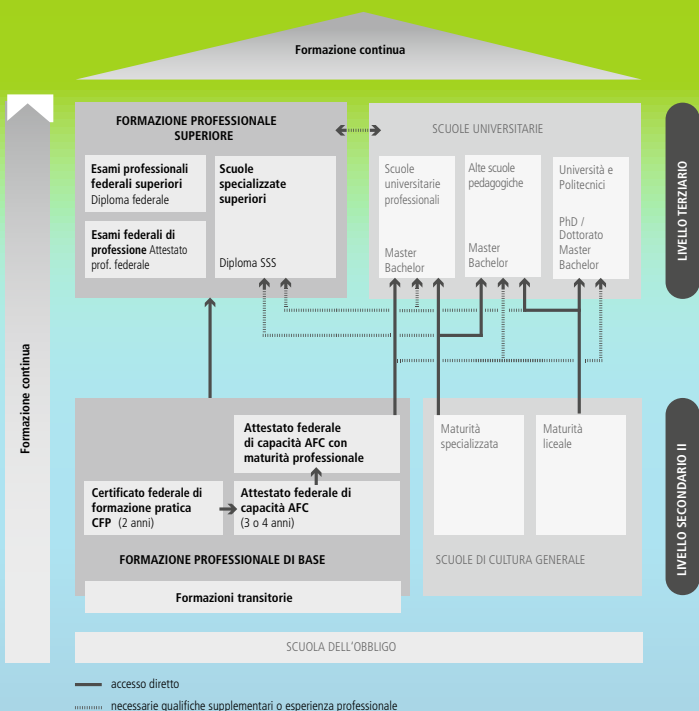 Formazione continua
FORMAZIONE PROFESSIONALE
SUPERIORE
SCUOLE UNIVERSITARIE
Esami professionali
federali superiori
Diploma federale
Esami federali di
professione Attestato
prof. federale
Scuole
specializzate
superiori
Diploma SSS
Scuole
universitarie
professionali
Master
Bachelor
Alte scuole
pedagogiche
Master
Bachelor
Università e
Politecnici
PhD /
Dottorato
Master
Bachelor
LIVELLO TERZIARIO
Formazione continua
Attestato federale
di capacità AFC con
maturità professionale
Certificato federale di
formazione pratica
CFP (2 anni)
Attestato federale di
capacità AFC
(3 o 4 anni)
FORMAZIONE PROFESSIONALE DI BASE
Formazioni transitorie
Maturità
specializzata
Maturità
liceale
SCUOLE DI CULTURA GENERALE
LIVELLO SECONDARIO II
SCUOLA DELL'OBBLIGO
accesso diretto
necessarie qualifiche supplementari o esperienza professionale